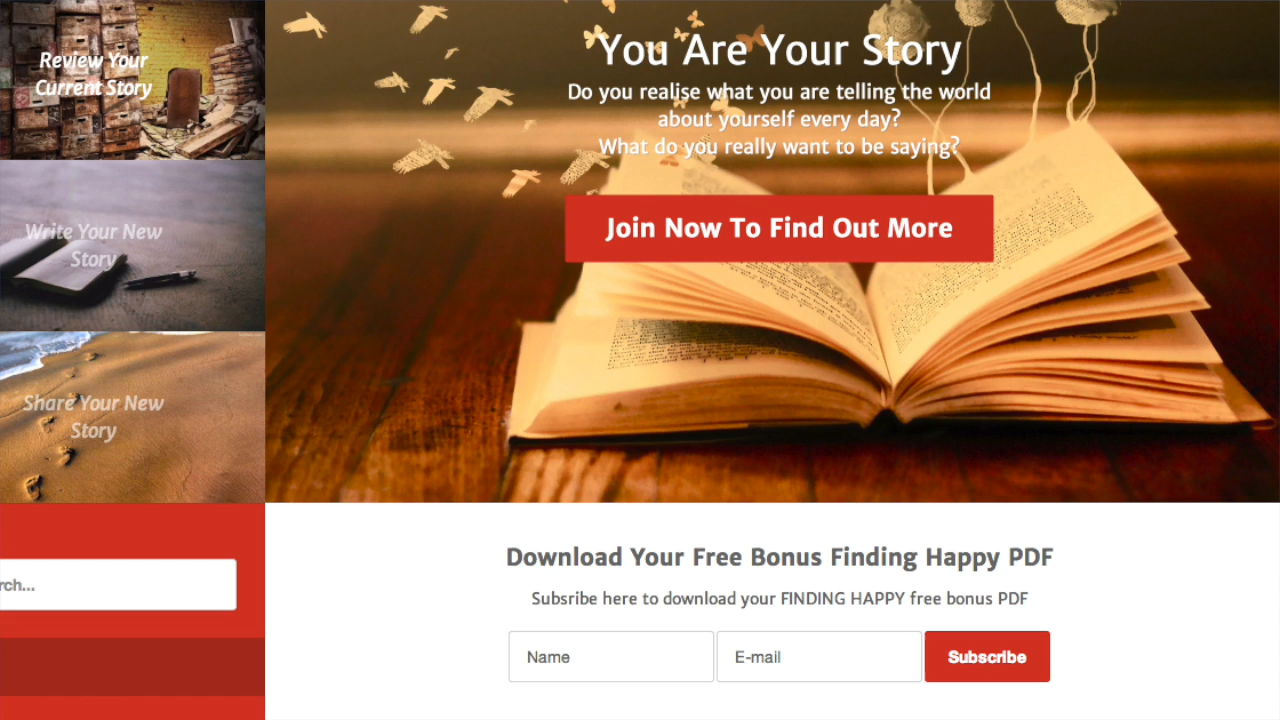 Review Your
Current Story
Write Your New
Story
Share Your New
Story
rch...
You Are Your Story
Do you realise what you are telling the world
about yourself every day?
What do you really want to be saying?
Join Now To Find Out More
Download Your Free Bonus Finding Happy PDF
Subsribe here to download your FINDING HAPPY free bonus PDF
Name
E-mail
Subscribe